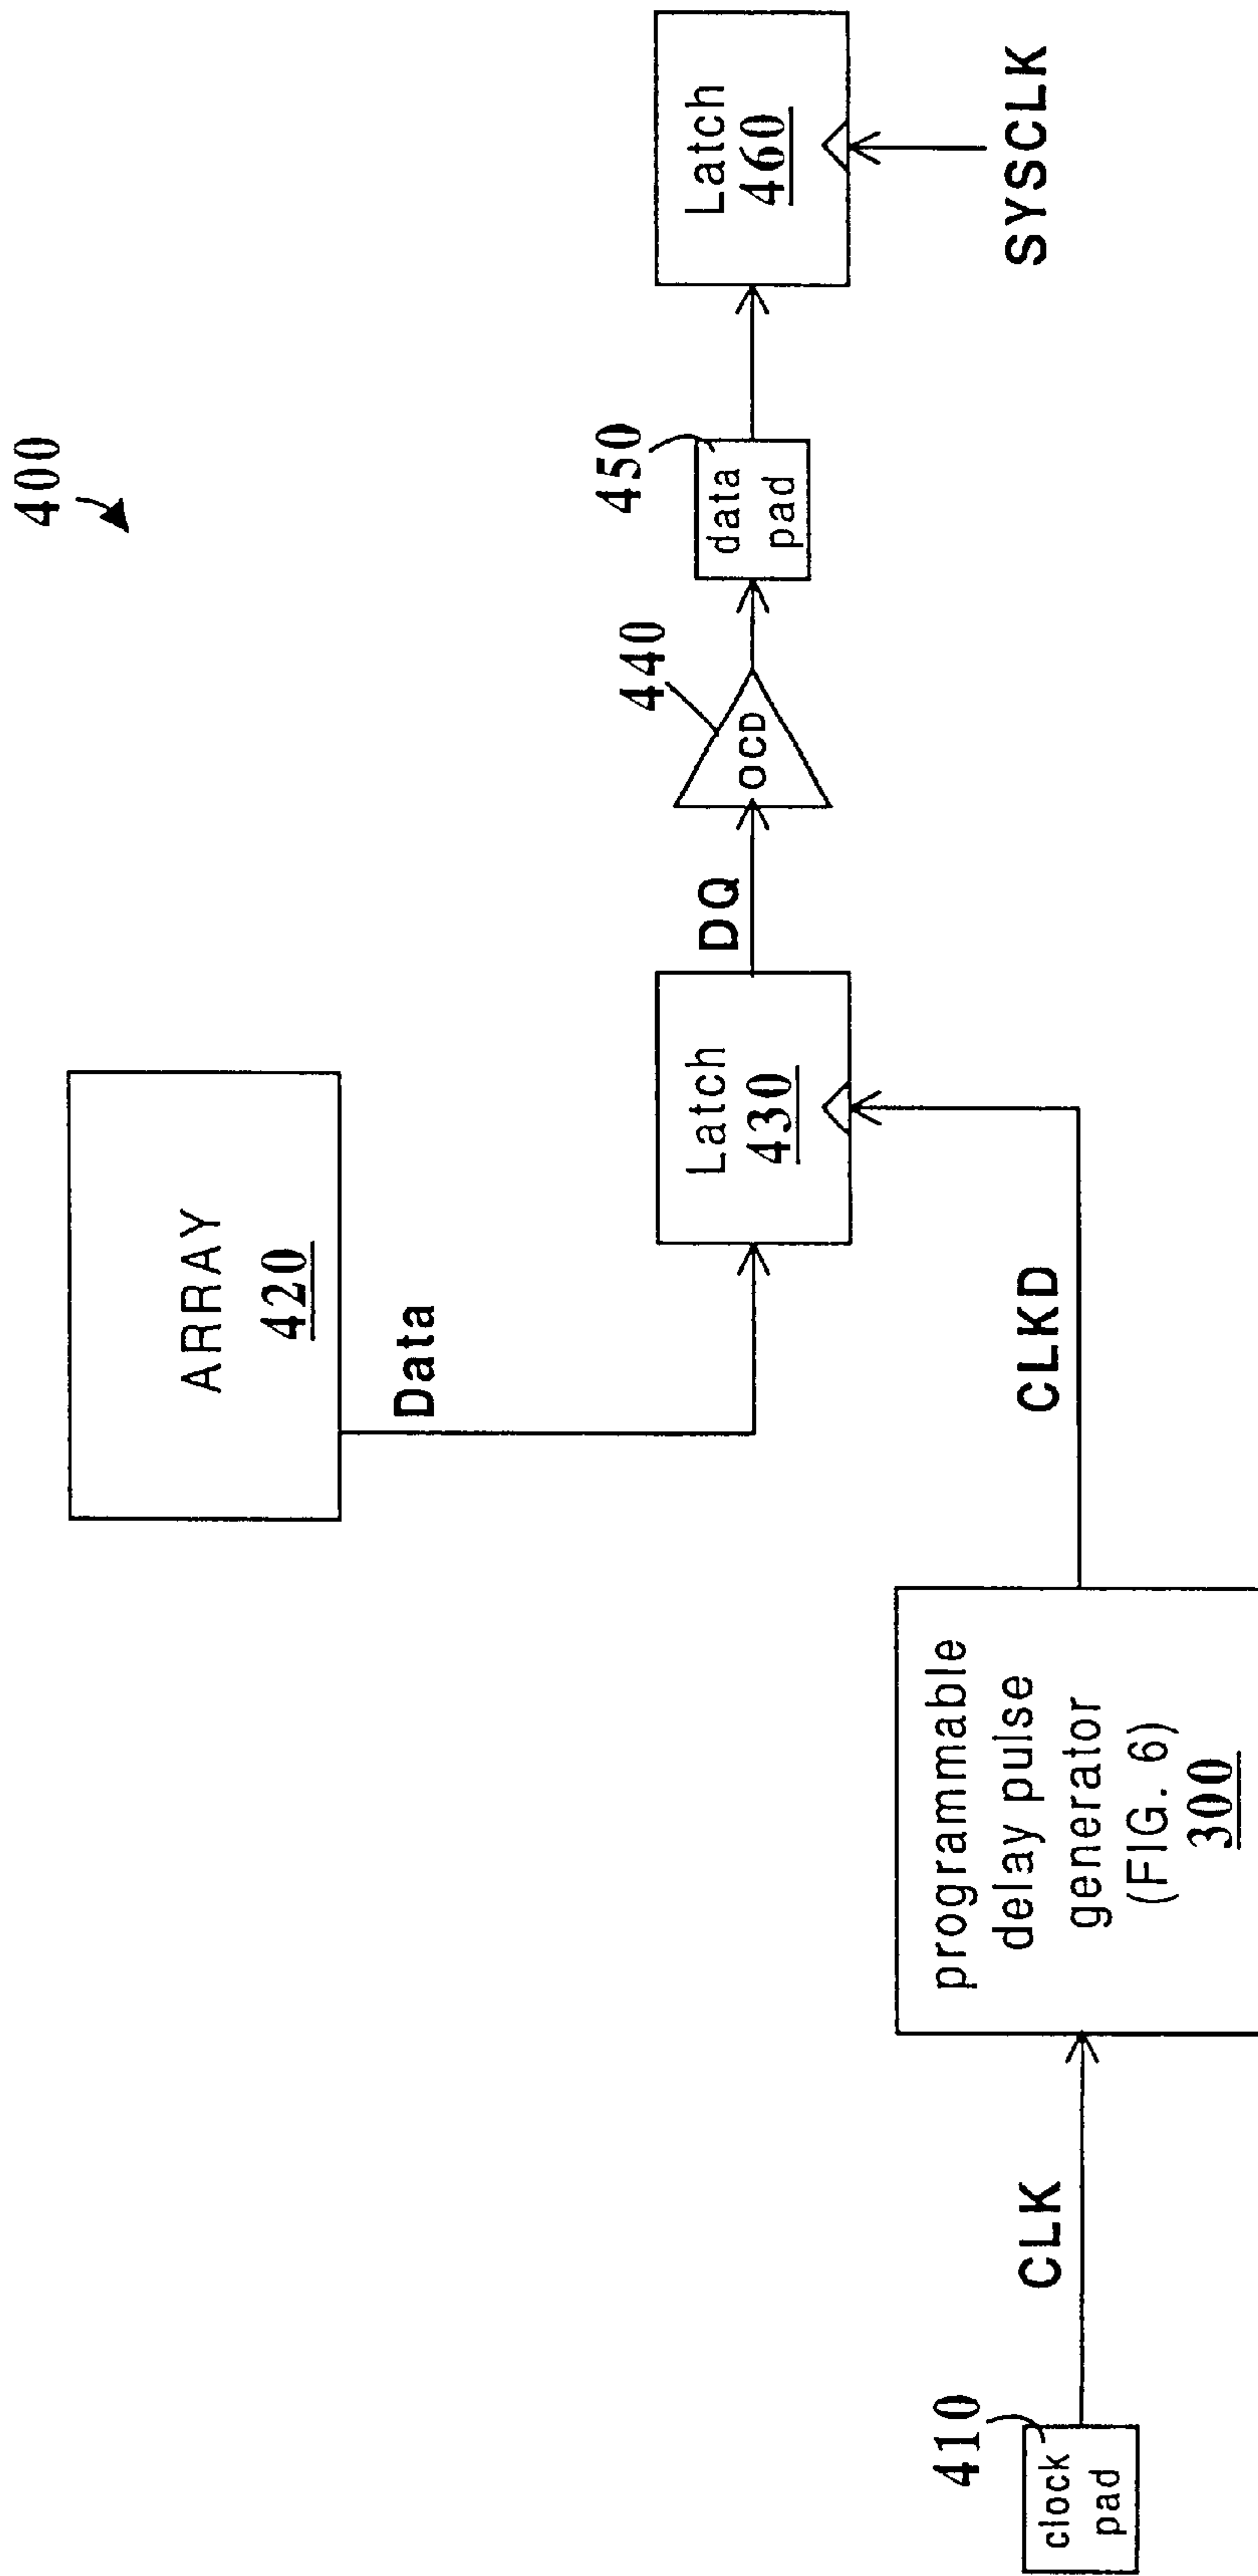 400
ARRAY
420
Data
450
data
pad
440
OCD
DQ
Latch
430
Latch
460
SYSCLK
CLKD
programmable
delay pulse
generator
(FIG. 6)
300
CLK
410
clock
pad